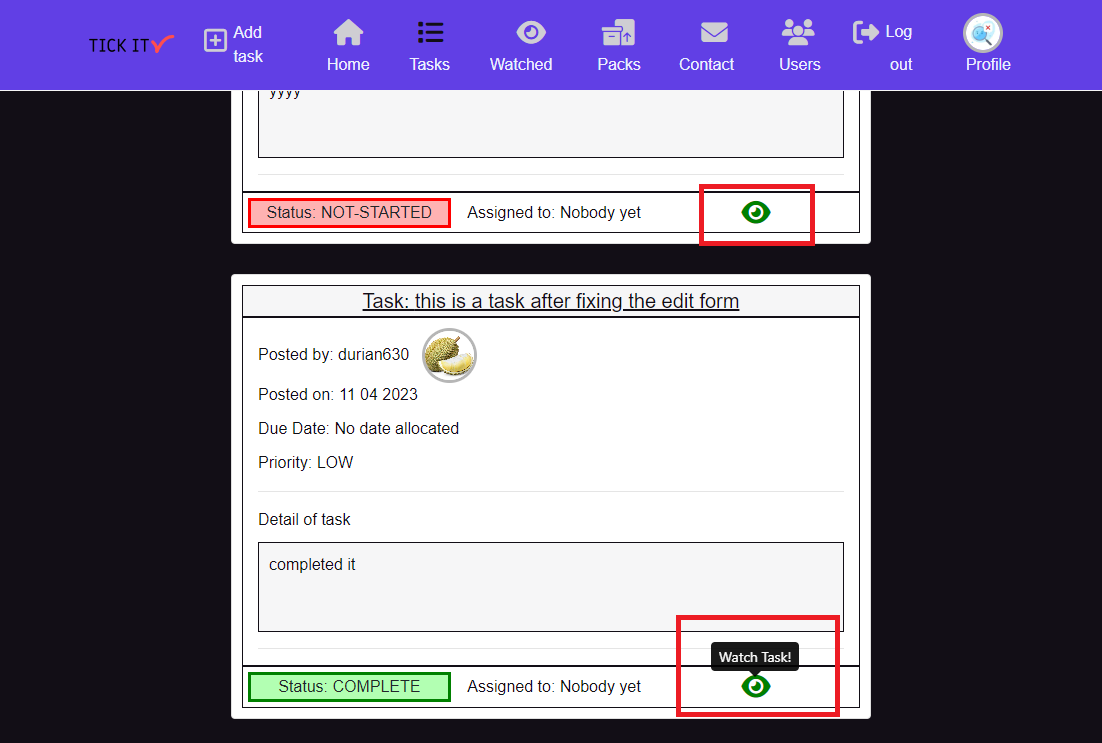 TICK IT
Add
task
Home
Tasks
Watched
Packs
Contact
Users
Log
out
Profile
yyyy
Status: NOT-STARTED
Assigned to: Nobody yet
Task: this is a task after fixing the edit form
Posted by: durian630
Posted on: 11 04 2023
Due Date: No date allocated
Priority: LOW
Detail of task
completed it
Watch Task!
Status: COMPLETE
Assigned to: Nobody yet